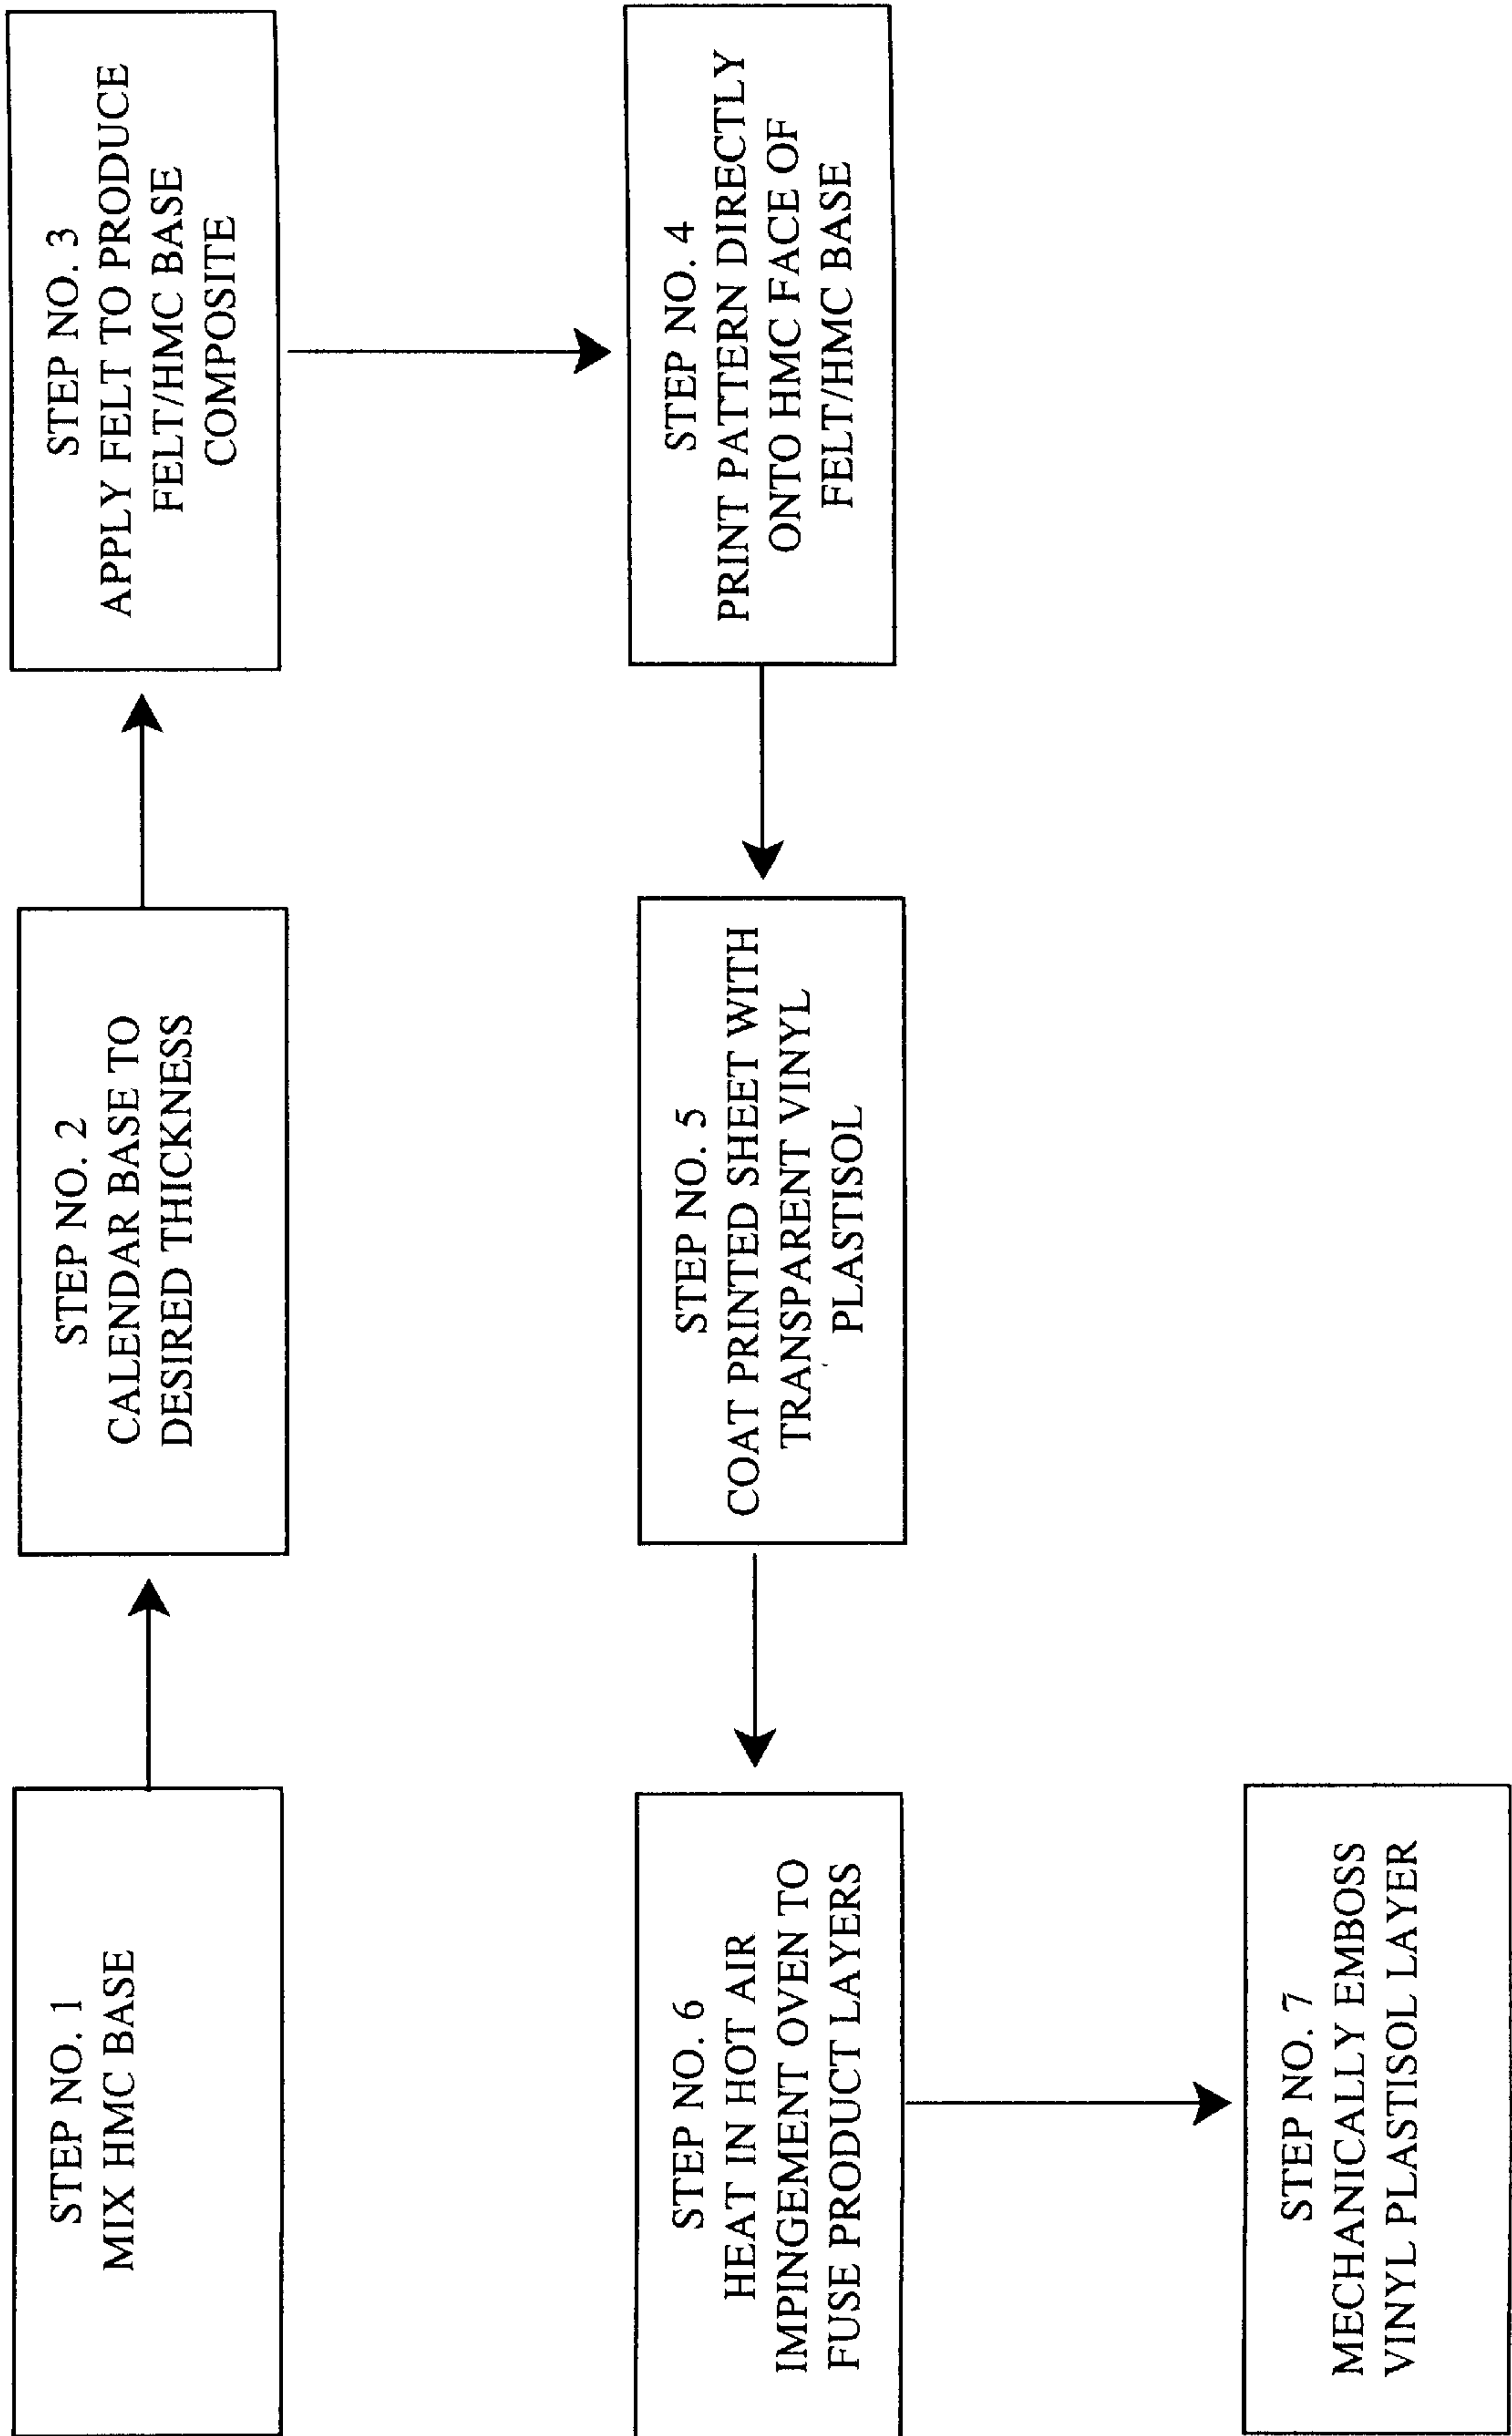 STEP NO. 1
MIX HMC BASE
STEP NO. 2
CALENDAR BASE TO
DESIRED THICKNESS
STEP NO. 3
APPLY FELT TO PRODUCE
FELT/HMC BASE
COMPOSITE
STEP NO. 4
PRINT PATTERN DIRECTLY
ONTO HMC FACE OF
FELT/HMC BASE
STEP NO. 5
COAT PRINTED SHEET WITH
TRANSPARENT VINYL
PLASTISOL
STEP NO. 6
HEAT IN HOT AIR
IMPINGEMENT OVEN TO
FUSE PRODUCT LAYERS
STEP NO. 7
MECHANICALLY EMBOSS
VINYL PLASTISOL LAYER